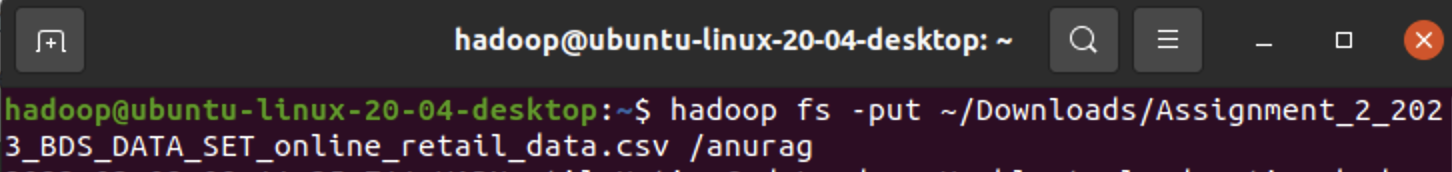 hadoop@ubuntu-linux-20-04-desktop: ~
hadoop@ubuntu-linux-20-04-desktop:~$ hadoop fs -put ~/Downloads/Assignment_2_202
3_BDS_DATA_SET_online_retail_data.csv /anurag